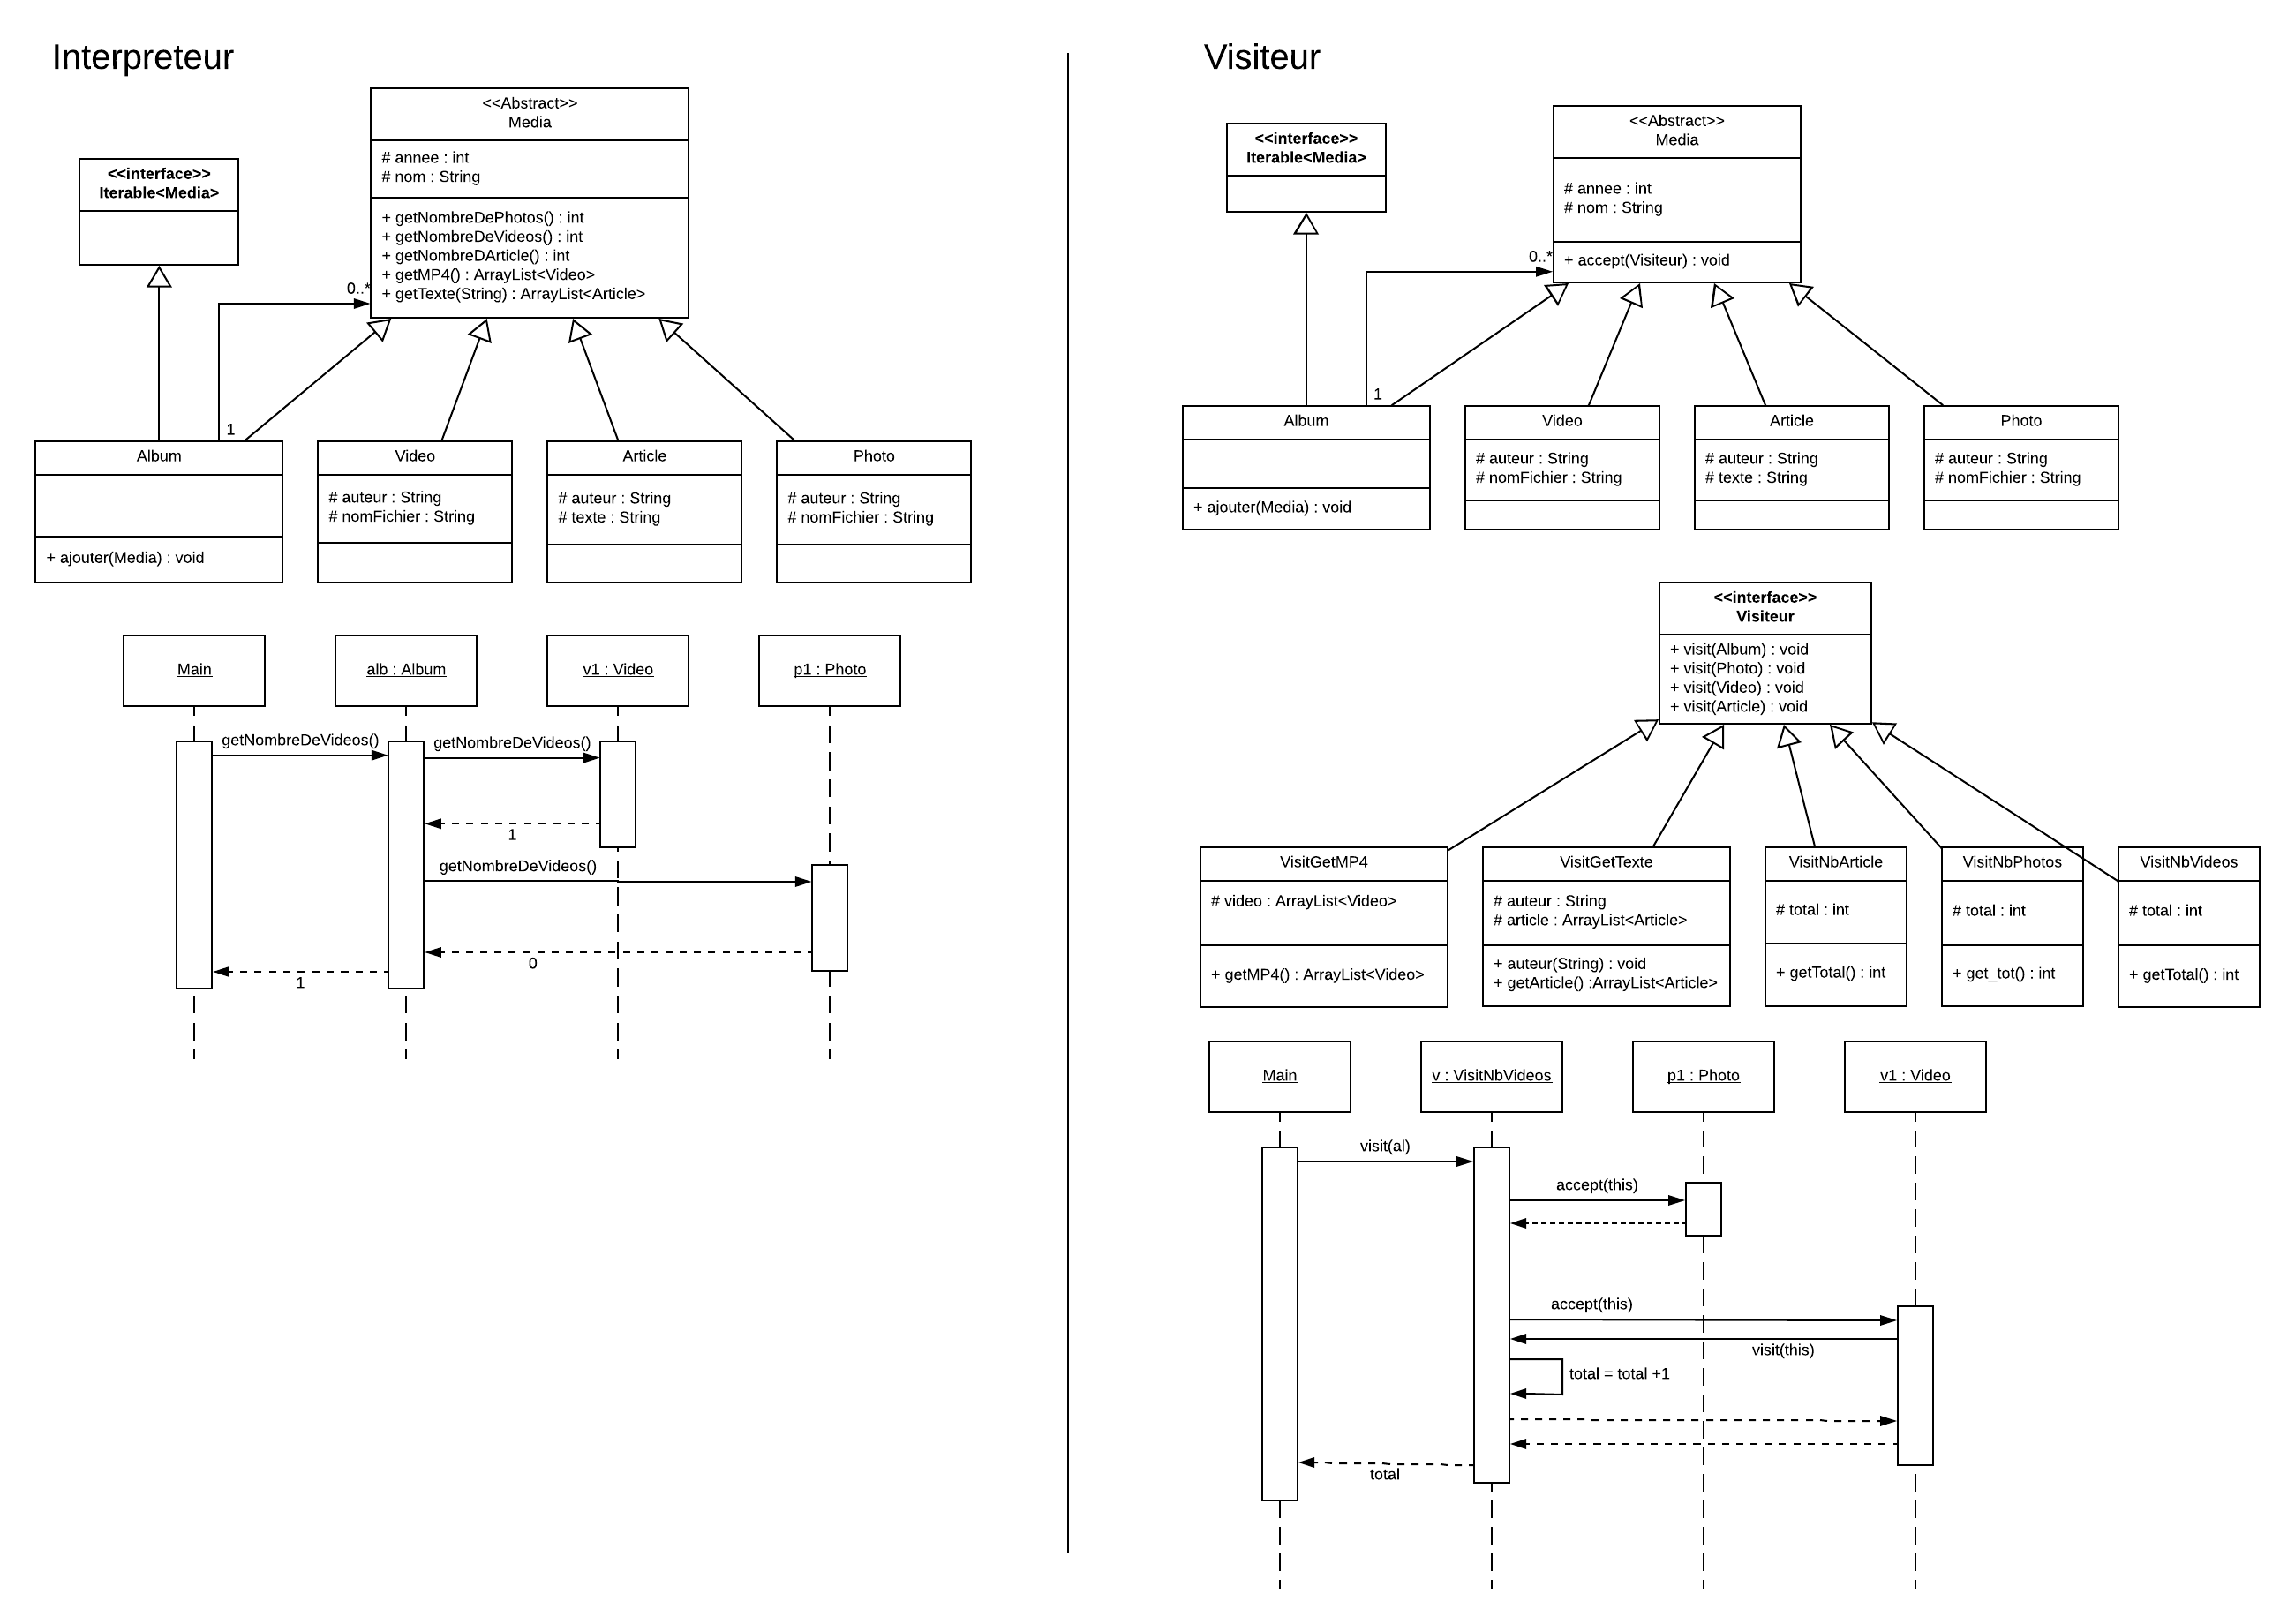 Interpreteur
<<Abstract>>
Media
# annee : int
# nom : String
+ getNombreDePhotos() : int
+ getNombreDeVideos() : int
+ getNombreDArticle() : int
+ getMP4() : ArrayList<Video>
+ getTexte(String) : ArrayList<Article>
<<interface>>
Iterable<Media>
0..*
1
Album
+ ajouter(Media) : void
Video
# auteur : String
# nomFichier : String
Article
# auteur : String
# texte : String
Photo
# auteur : String
# nomFichier : String
Main
alb : Album
v1 : Video
p1 : Photo
getNombreDeVideos()
getNombreDeVideos()
1
getNombreDeVideos()
0
1
Visiteur
<<interface>>
Iterable<Media>
<<Abstract>>
Media
# annee : int
# nom : String
+ accept(Visiteur) : void
0..*
1
Album
+ ajouter(Media) : void
Video
# auteur : String
# nomFichier : String
Article
# auteur : String
# texte : String
Photo
# auteur : String
# nomFichier : String
<<interface>>
Visiteur
+ visit(Album) : void
+ visit(Photo) : void
+ visit(Video) : void
+ visit(Article) : void
VisitGetMP4
# video : ArrayList<Video>
+ getMP4() : ArrayList<Video>
VisitGetTexte
# auteur : String
# article : ArrayList<Article>
+ auteur(String) : void
+ getArticle() :ArrayList<Article>
VisitNbArticle
# total : int
+ getTotal() : int
VisitNbPhotos
# total : int
+ get_tot() : int
VisitNbVideos
# total : int
+ getTotal() : int
Main
v : VisitNbVideos
p1 : Photo
v1 : Video
visit(al)
accept(this)
accept(this)
visit(this)
total = total +1
total